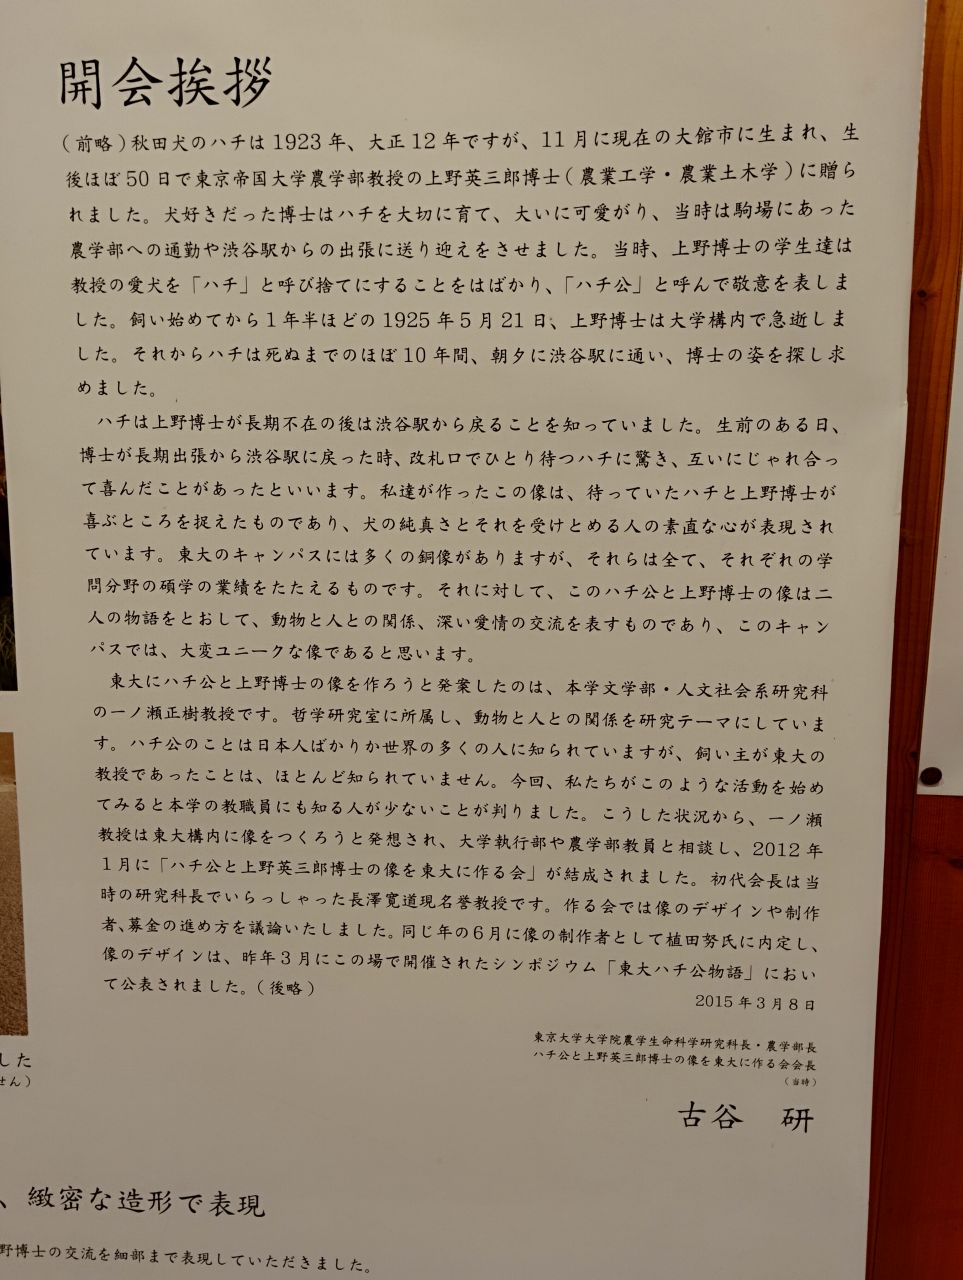 開会挨拶
(前略)秋田犬のハチは1923年、大正12年ですが、11月に現在の大館市に生まれ、生
後ほぼ50日で東京帝国大学農学部教授の上野英三郎博士(農業工学・農業土木学)に贈ら
れました。犬好きだった博士はハチを大切に育て、大いに可愛がり、当時は駒場にあった
農学部への通勤や渋谷駅からの出張に送り迎えをさせました。当時、上野博士の学生達は
教授の愛犬を「ハチ」と呼び捨てにすることをはばかり、「ハチ公」と呼んで敬意を表しま
した。飼い始めてから1年半ほどの1925年5月21日、上野博士は大学構内で急逝しま
した。それからハチは死ぬまでのほぼ10年間、朝夕に渋谷駅に通い、博士の姿を探し求
めました。
ハチは上野博士が長期不在の後は渋谷駅から戻ることを知っていました。生前のある日、
博士が長期出張から渋谷駅に戻った時、改札口でひとり待つハチに驚き、互いにじゃれ合っ
て喜んだことがあったといいます。私達が作ったこの像は、待っていたハチと上野博士が
喜ぶところを捉えたものであり、犬の純真さとそれを受けとめる人の素直な心が表現され
ています。東大のキャンパスには多くの銅像がありますが、それらは全て、それぞれの学
問分野の碩学の業績をたたえるものです。それに対して、このハチ公と上野博士の像は二
人の物語をとおして、動物と人との関係、深い愛情の交流を表すものであり、このキャン
パスでは、大変ユニークな像であると思います。
東大にハチ公と上野博士の像を作ろうと発案したのは、本学文学部・人文社会系研究科
の一ノ瀬正樹教授です。哲学研究室に所属し、動物と人との関係を研究テーマにしていま
す。ハチ公のことは日本人ばかりか世界の多くの人に知られていますが、飼い主が東大の
教授であったことは、ほとんど知られていません。今回、私たちがこのような活動を始め
てみると本学の教職員にも知る人が少ないことが判りました。こうした状況から、一ノ瀬
教授は東大構内に像をつくろうと発想され、大学執行部や農学部教員と相談し、2012年
1月に「ハチ公と上野英三郎博士の像を東大に作る会」が結成されました。初代会長は当
時の研究科長でいらっしゃった長澤寛道現名誉教授です。作る会では像のデザインや制作
者、募金の進め方を議論いたしました。同じ年の6月に像の制作者として植田努氏に内定し、
像のデザインは、昨年3月にこの場で開催されたシンポジウム「東大ハチ公物語」におい
て公表されました。(後略)
2015年3月8日
東京大学大学院農学生命科学研究科長・農学部長
ハチ公と上野英三郎博士の像を東大に作る会会長
(当時)
古谷 研
した
せん)
、緻密な造形で表現
野博士の交流を細部まで表現していただきました。